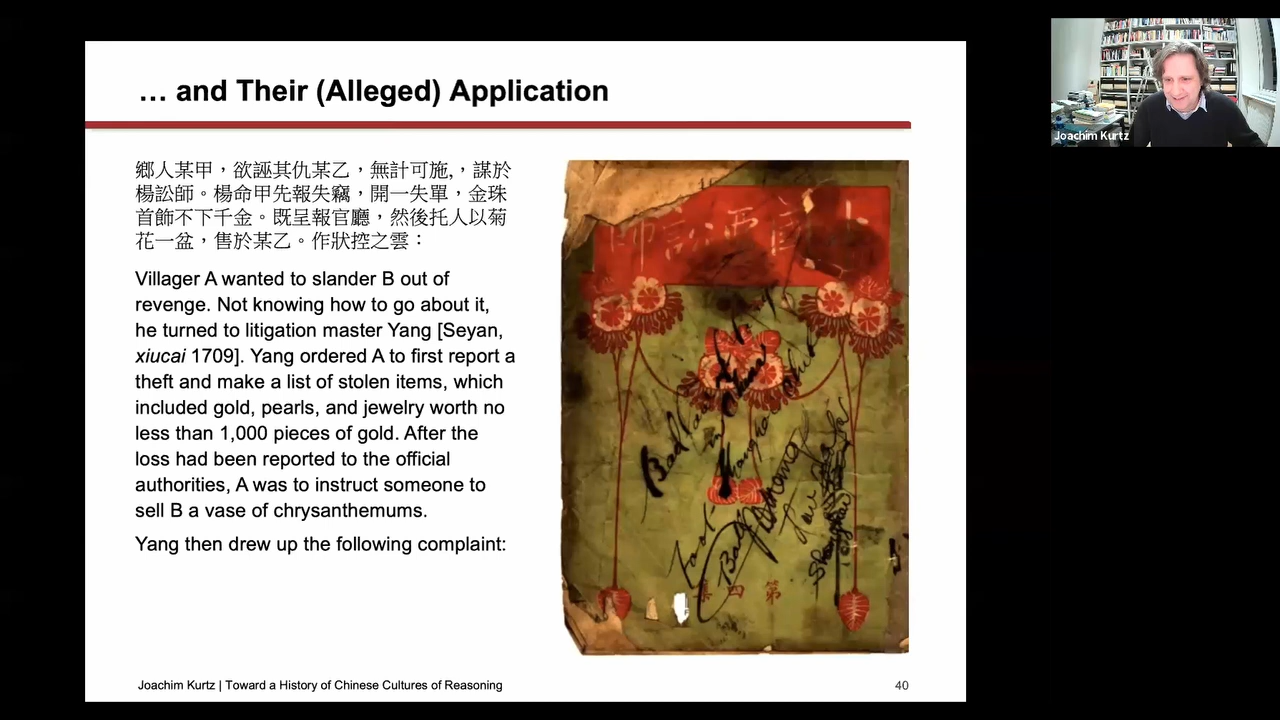 … and Their (Alleged) Application
鄉人某甲，欲誣其仇某乙，無計可施,，謀於
楊訟師。楊命甲先報失竊，開一失單，金珠
首飾不下千金。既呈報官廳，然後托人以菊
花一盆，售於某乙。作狀控之雲：
Villager A wanted to slander B out of
revenge. Not knowing how to go about it,
he turned to litigation master Yang [Seyan,
xiucai 1709]. Yang ordered A to first report a
theft and make a list of stolen items, which
included gold, pearls, and jewelry worth no
less than 1,000 pieces of gold. After the
loss had been reported to the official
authorities, A was to instruct someone to
sell B a vase of chrysanthemums.
Yang then drew up the following complaint:
師訟
第四集
Joachim Kurtz | Toward a History of Chinese Cultures of Reasoning
40
Joachim Kurtz